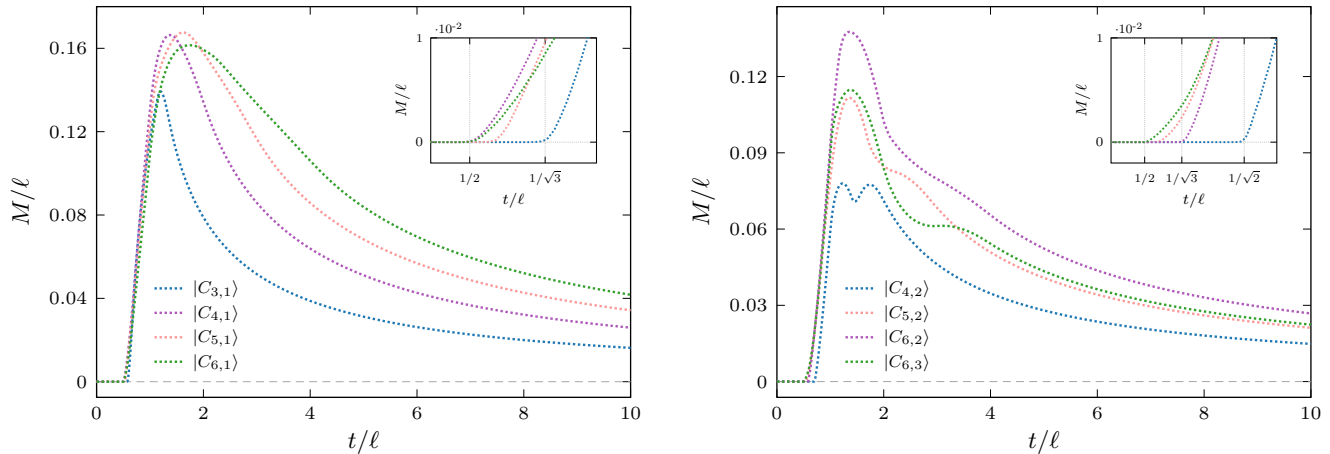 M/ℓ
0.16
0.12
0.08
0.04
0
0 2 4 6 8 10
t/ℓ
|C₃,₁⟩
|C₄,₁⟩
|C₅,₁⟩
|C₆,₁⟩
·10⁻²
1
M/ℓ
0
1/2 1/√3
t/ℓ
M/ℓ
0.12
0.09
0.06
0.03
0
0 2 4 6 8 10
t/ℓ
|C₄,₂⟩
|C₅,₂⟩
|C₆,₂⟩
|C₆,₃⟩
·10⁻²
1
M/ℓ
0
1/2 1/√3 1/√2
t/ℓ